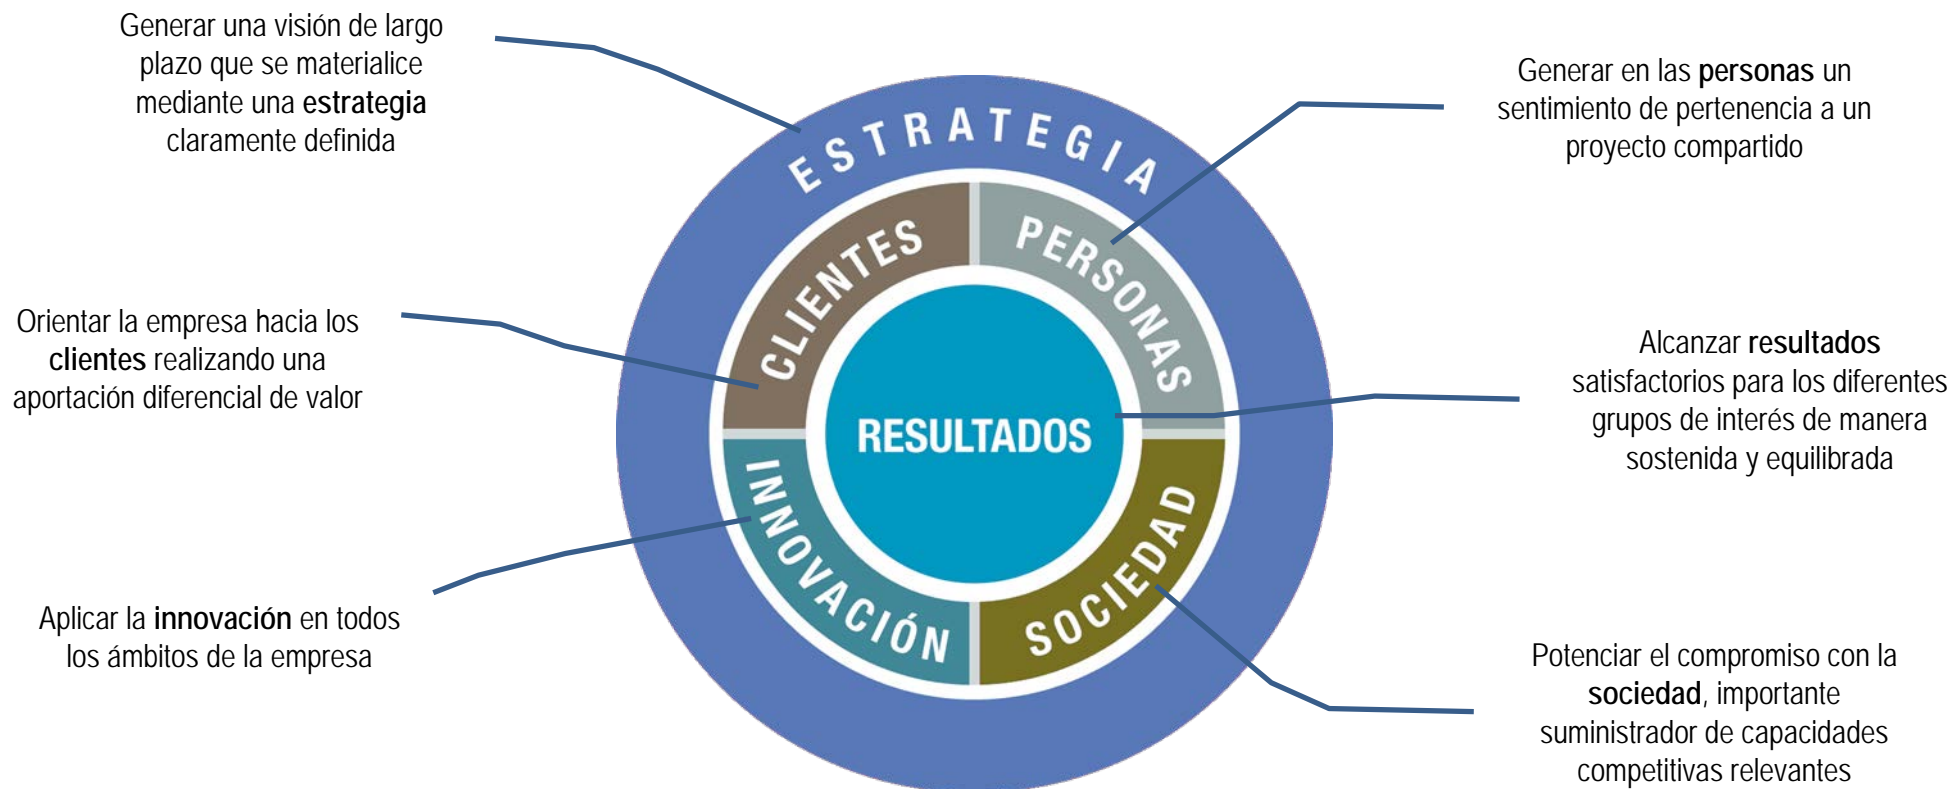 Generar una visión de largo
plazo que se materialice
mediante una estrategia
claramente definida
Generar en las personas un
sentimiento de pertenencia a un
proyecto compartido
ESTRATEGIA
CLIENTES
PERSONAS
Orientar la empresa hacia los
clientes realizando una
aportación diferencial de valor
RESULTADOS
Alcanzar resultados
satisfactorios para los diferentes
grupos de interés de manera
sostenida y equilibrada
INNOVACIÓN
SOCIEDAD
Aplicar la innovación en todos
los ámbitos de la empresa
Potenciar el compromiso con la
sociedad, importante
suministrador de capacidades
competitivas relevantes